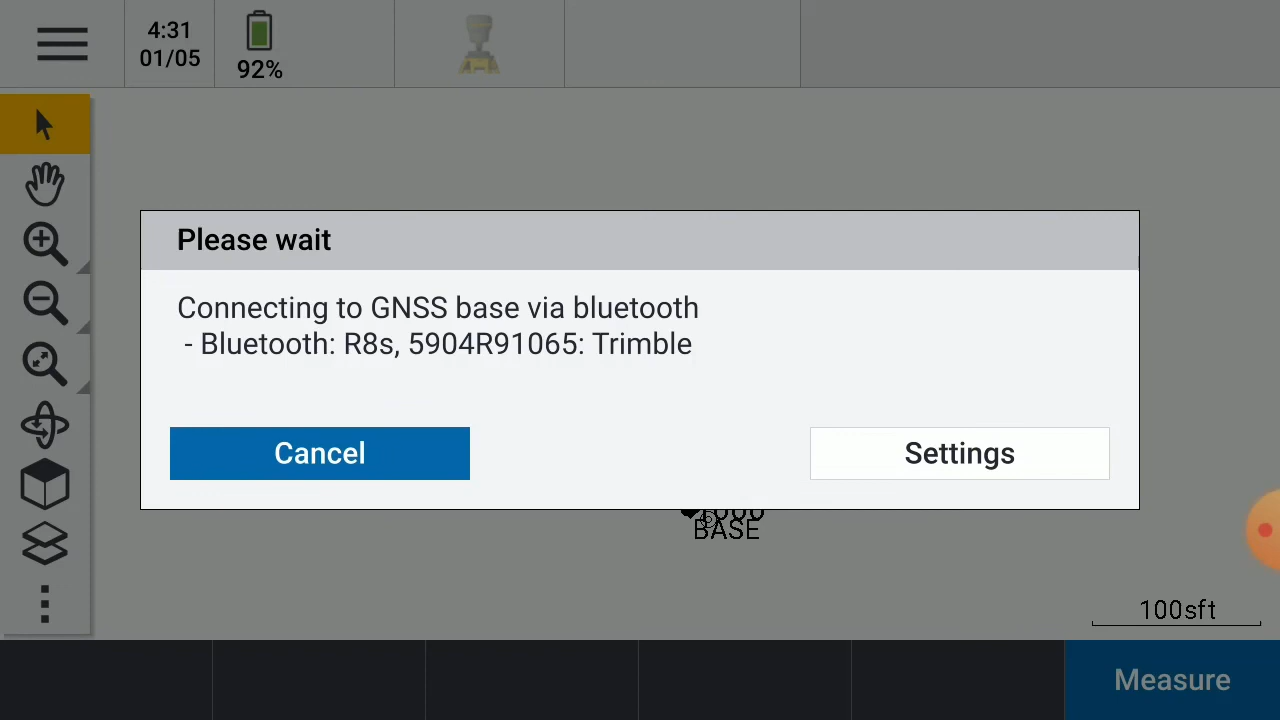 4:31
01/05
92%
Please wait
Connecting to GNSS base via bluetooth
- Bluetooth: R8s, 5904R91065: Trimble
Cancel
Settings
BASE
100sft
Measure